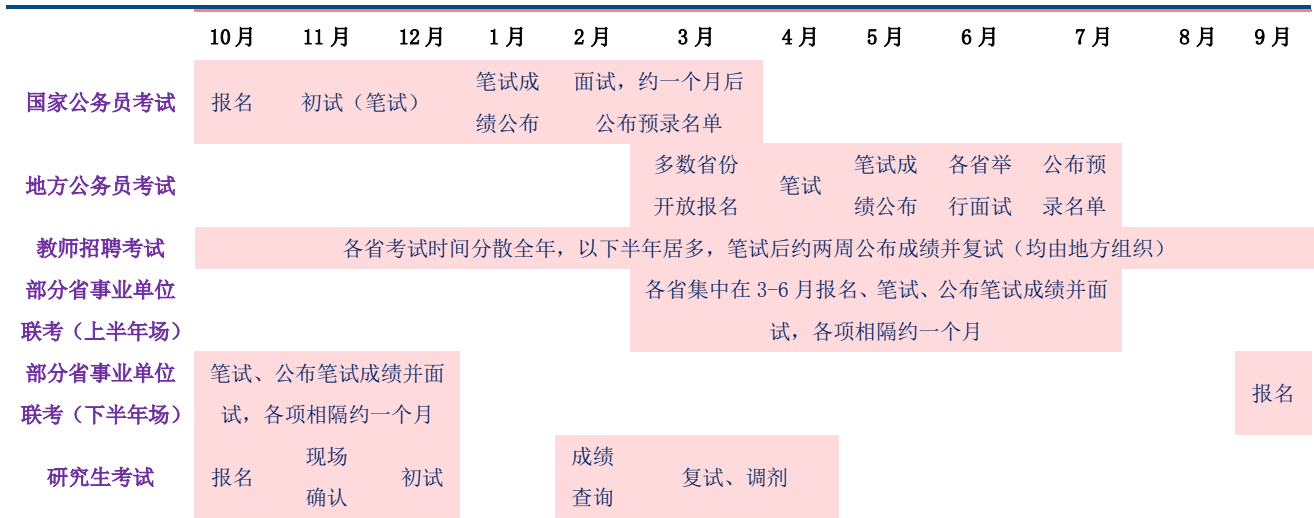 10月 11月 12月 1月 2月 3月 4月 5月 6月 7月 8月 9月
国家公务员考试 报名 初试（笔试） 笔试成 面试，约一个月后
绩公布 公布预录名单
地方公务员考试 多数省份 笔试 笔试成 各省举 公布预
开放报名 绩公布 行面试 录名单
教师招聘考试 各省考试时间分散全年，以下半年居多，笔试后约两周公布成绩并复试（均由地方组织）
部分省事业单位 各省集中在 3-6 月报名、笔试、公布笔试成绩并面
联考（上半年场） 试，各项相隔约一个月
部分省事业单位 笔试、公布笔试成绩并面 报名
联考（下半年场） 试，各项相隔约一个月
研究生考试 报名 现场 初试 成绩 复试、调剂
确认 查询